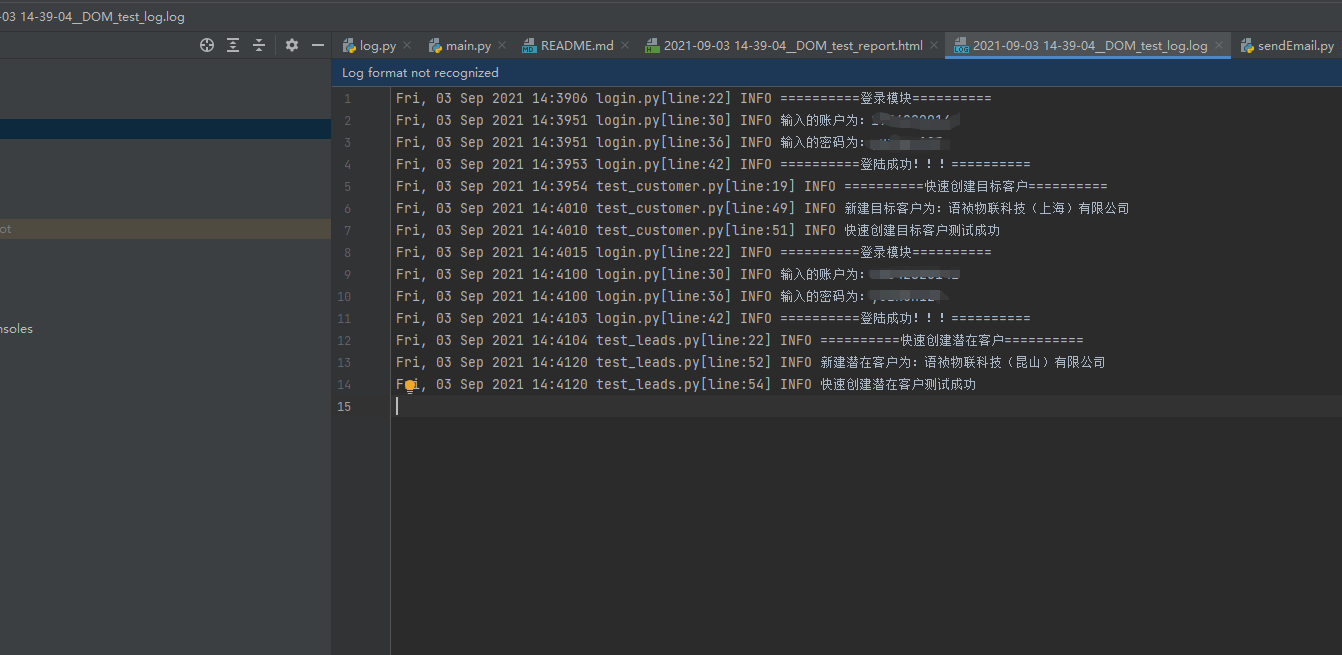 -03 14-39-04__DOM_test_log.log
log.py
main.py
README.md
2021-09-03 14-39-04__DOM_test_report.html
2021-09-03 14-39-04__DOM_test_log.log
sendEmail.py
Log format not recognized
1 Fri, 03 Sep 2021 14:3906 login.py[line:22] INFO ==========登录模块==========
2 Fri, 03 Sep 2021 14:3951 login.py[line:30] INFO 输入的账户为:
3 Fri, 03 Sep 2021 14:3951 login.py[line:36] INFO 输入的密码为:
4 Fri, 03 Sep 2021 14:3953 login.py[line:42] INFO ==========登陆成功!!!==========
5 Fri, 03 Sep 2021 14:3954 test_customer.py[line:19] INFO ==========快速创建目标客户==========
6 Fri, 03 Sep 2021 14:4010 test_customer.py[line:49] INFO 新建目标客户为：语祯物联科技（上海）有限公司
7 Fri, 03 Sep 2021 14:4010 test_customer.py[line:51] INFO 快速创建目标客户测试成功
8 Fri, 03 Sep 2021 14:4015 login.py[line:22] INFO ==========登录模块==========
9 Fri, 03 Sep 2021 14:4100 login.py[line:30] INFO 输入的账户为:
10 Fri, 03 Sep 2021 14:4100 login.py[line:36] INFO 输入的密码为:
11 Fri, 03 Sep 2021 14:4103 login.py[line:42] INFO ==========登陆成功!!!==========
12 Fri, 03 Sep 2021 14:4104 test_leads.py[line:22] INFO ==========快速创建潜在客户==========
13 Fri, 03 Sep 2021 14:4120 test_leads.py[line:52] INFO 新建潜在客户为：语祯物联科技（昆山）有限公司
14 Fri, 03 Sep 2021 14:4120 test_leads.py[line:54] INFO 快速创建潜在客户测试成功
15
ot
nsoles